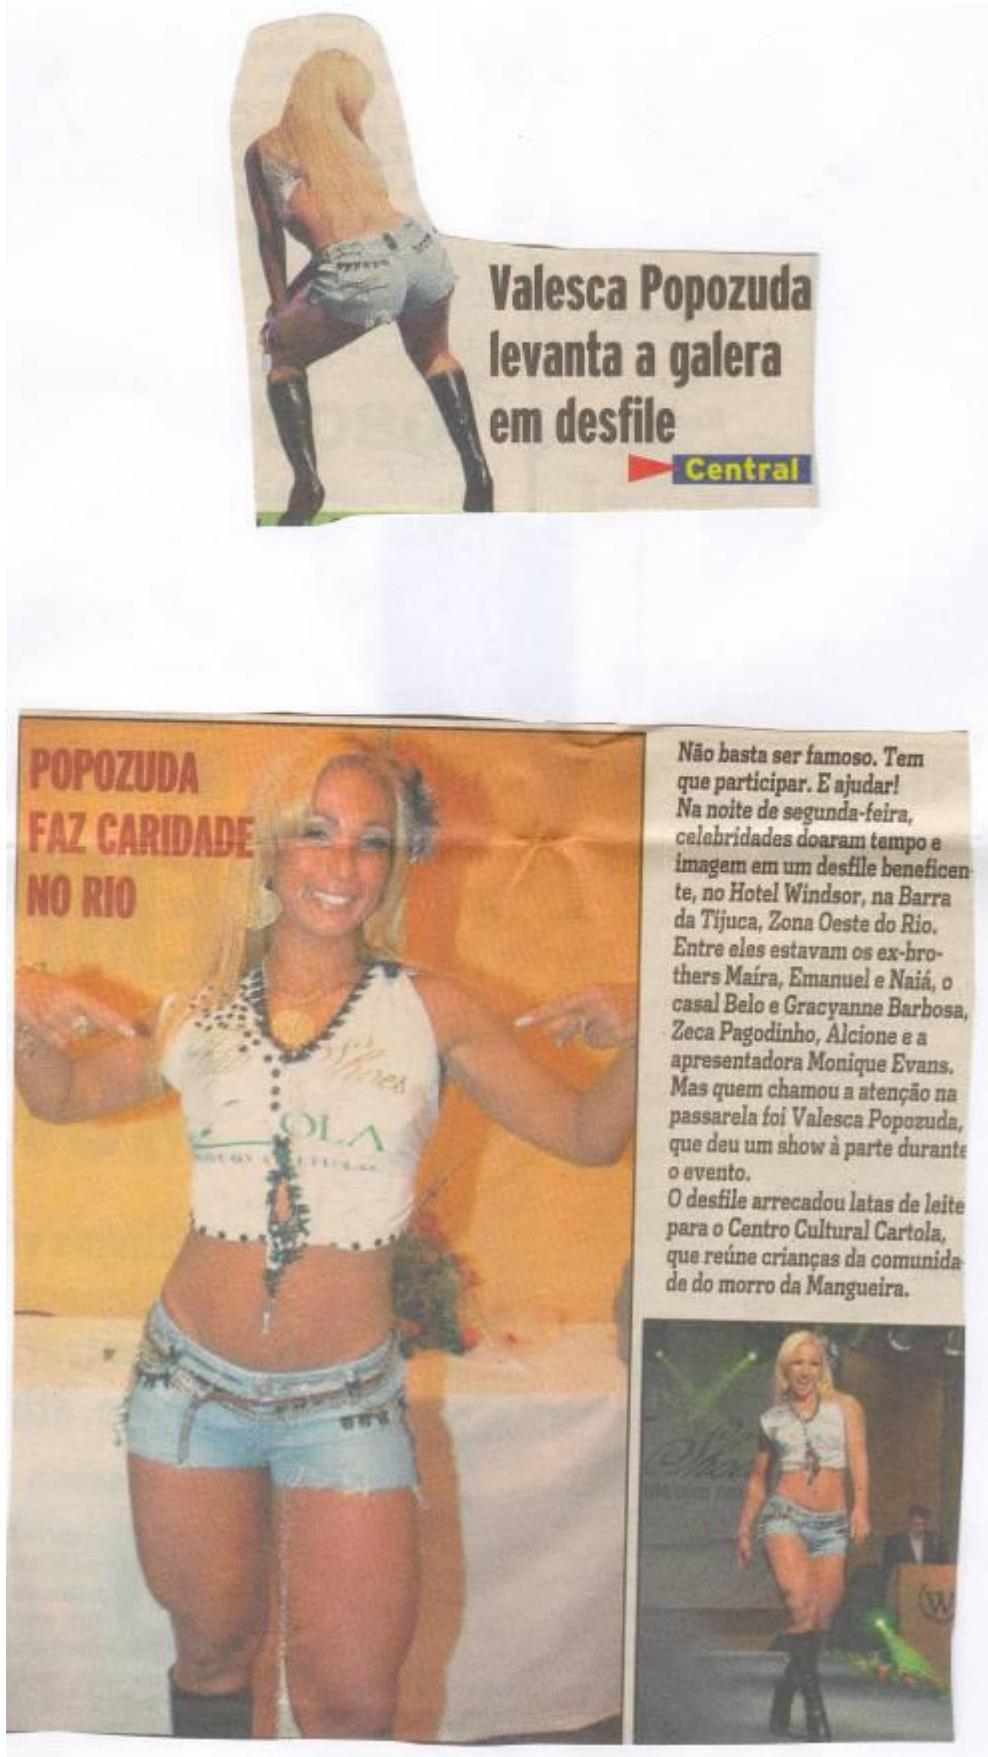 Valesca Popozuda
levanta a galera
em desfile
Central
POPOZUDA
FAZ CARIDADE
NO RIO
Não basta ser famoso. Tem
que participar. E ajudar!
Na noite de segunda-feira,
celebridades doaram tempo e
imagem em um desfile beneficen-
te, no Hotel Windsor, na Barra
da Tijuca, Zona Oeste do Rio.
Entre eles estavam os ex-bro-
thers Maíra, Emanuel e Naiá, o
casal Belo e Gracyanne Barbosa,
Zeca Pagodinho, Alcione e a
apresentadora Monique Evans.
Mas quem chamou a atenção na
passarela foi Valesca Popozuda,
que deu um show à parte durante
o evento.
O desfile arrecadou latas de leite
para o Centro Cultural Cartola,
que reúne crianças da comunida-
de do morro da Mangueira.
Shoes
OLA
W